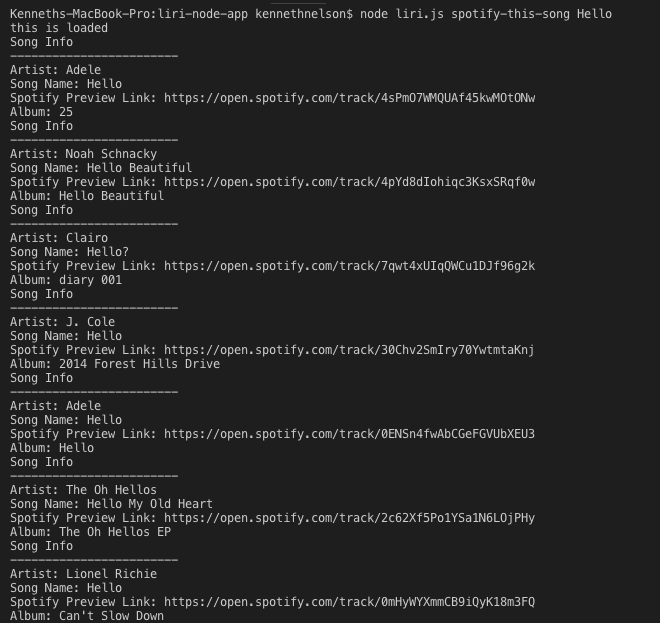 Kenneths-MacBook-Pro:liri-node-app kennethnelson$ node liri.js spotify-this-song Hello
this is loaded
Song Info
------------------------
Artist: Adele
Song Name: Hello
Spotify Preview Link: https://open.spotify.com/track/4sPmO7WMQUAf45kwMOtONw
Album: 25
Song Info
------------------------
Artist: Noah Schnacky
Song Name: Hello Beautiful
Spotify Preview Link: https://open.spotify.com/track/4pYd8dIohiqc3KsxSRqf0w
Album: Hello Beautiful
Song Info
------------------------
Artist: Clairo
Song Name: Hello?
Spotify Preview Link: https://open.spotify.com/track/7qwt4xUIqQWCu1DJf96g2k
Album: diary 001
Song Info
------------------------
Artist: J. Cole
Song Name: Hello
Spotify Preview Link: https://open.spotify.com/track/30Chv2SmIry70YwtmtaKnj
Album: 2014 Forest Hills Drive
Song Info
------------------------
Artist: Adele
Song Name: Hello
Spotify Preview Link: https://open.spotify.com/track/0ENSn4fwAbCGeFGVUbXEU3
Album: Hello
Song Info
------------------------
Artist: The Oh Hellos
Song Name: Hello My Old Heart
Spotify Preview Link: https://open.spotify.com/track/2c62Xf5Po1YSa1N6LOjPHy
Album: The Oh Hellos EP
Song Info
------------------------
Artist: Lionel Richie
Song Name: Hello
Spotify Preview Link: https://open.spotify.com/track/0mHyWYXmmCB9iQyK18m3FQ
Album: Can't Slow Down